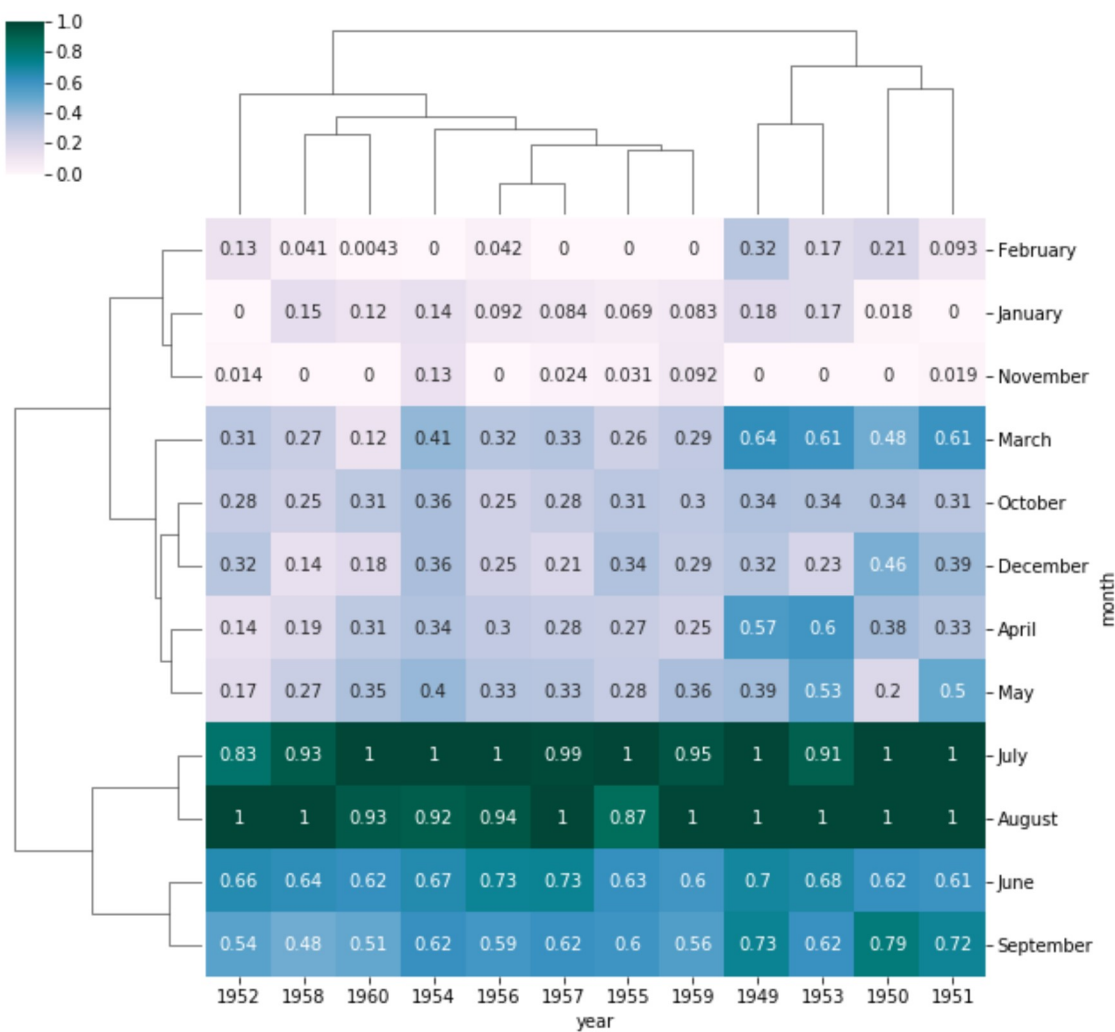 1.0
0.8
0.6
0.4
0.2
0.0
0.13 0.041 0.0043 0 0.042 0 0 0 0.32 0.17 0.21 0.093 February
0 0.15 0.12 0.14 0.092 0.084 0.069 0.083 0.18 0.17 0.018 0 January
0.014 0 0 0.13 0 0.024 0.031 0.092 0 0 0 0.019 November
0.31 0.27 0.12 0.41 0.32 0.33 0.26 0.29 0.64 0.61 0.48 0.61 March
0.28 0.25 0.31 0.36 0.25 0.28 0.31 0.3 0.34 0.34 0.34 0.31 October
0.32 0.14 0.18 0.36 0.25 0.21 0.34 0.29 0.32 0.23 0.46 0.39 December
month
0.14 0.19 0.31 0.34 0.3 0.28 0.27 0.25 0.57 0.6 0.38 0.33 April
0.17 0.27 0.35 0.4 0.33 0.33 0.28 0.36 0.39 0.53 0.2 0.5 May
0.83 0.93 1 1 1 0.99 1 0.95 1 0.91 1 1 July
1 1 0.93 0.92 0.94 1 0.87 1 1 1 1 1 August
0.66 0.64 0.62 0.67 0.73 0.73 0.63 0.6 0.7 0.68 0.62 0.61 June
0.54 0.48 0.51 0.62 0.59 0.62 0.6 0.56 0.73 0.62 0.79 0.72 September
1952 1958 1960 1954 1956 1957 1955 1959 1949 1953 1950 1951
year